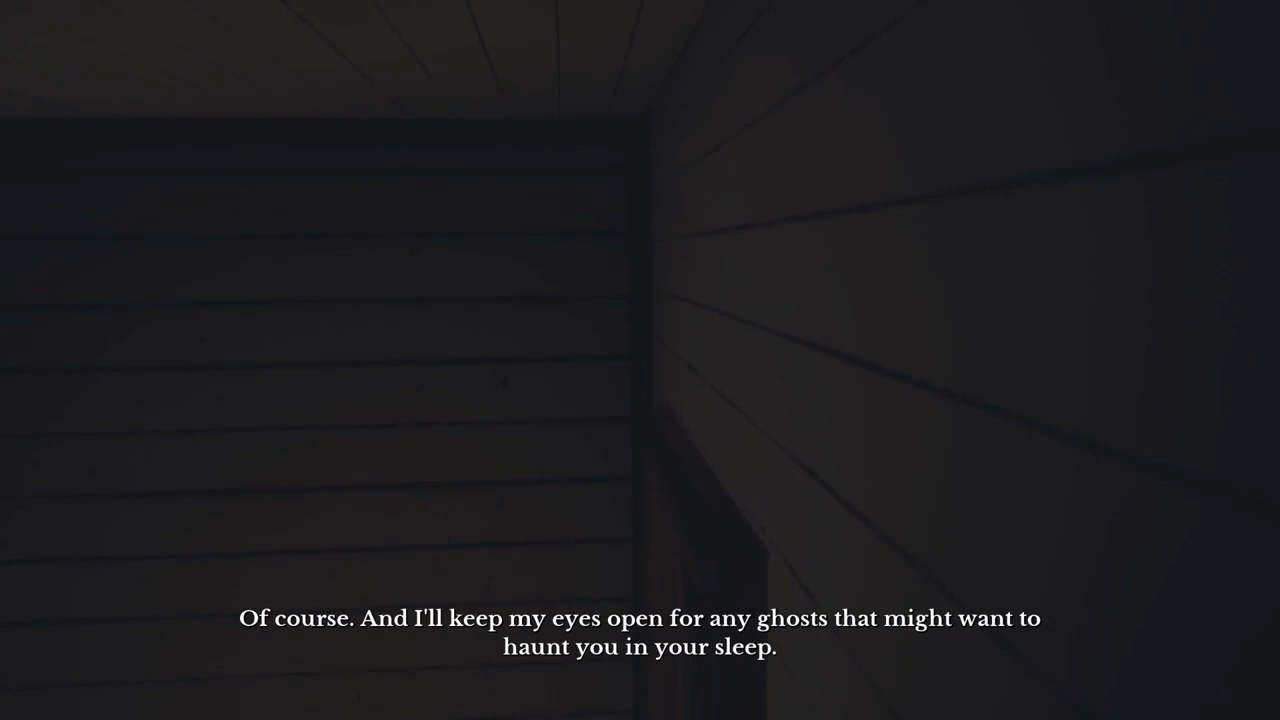 Of course. And I'll keep my eyes open for any ghosts that might want to
haunt you in your sleep.